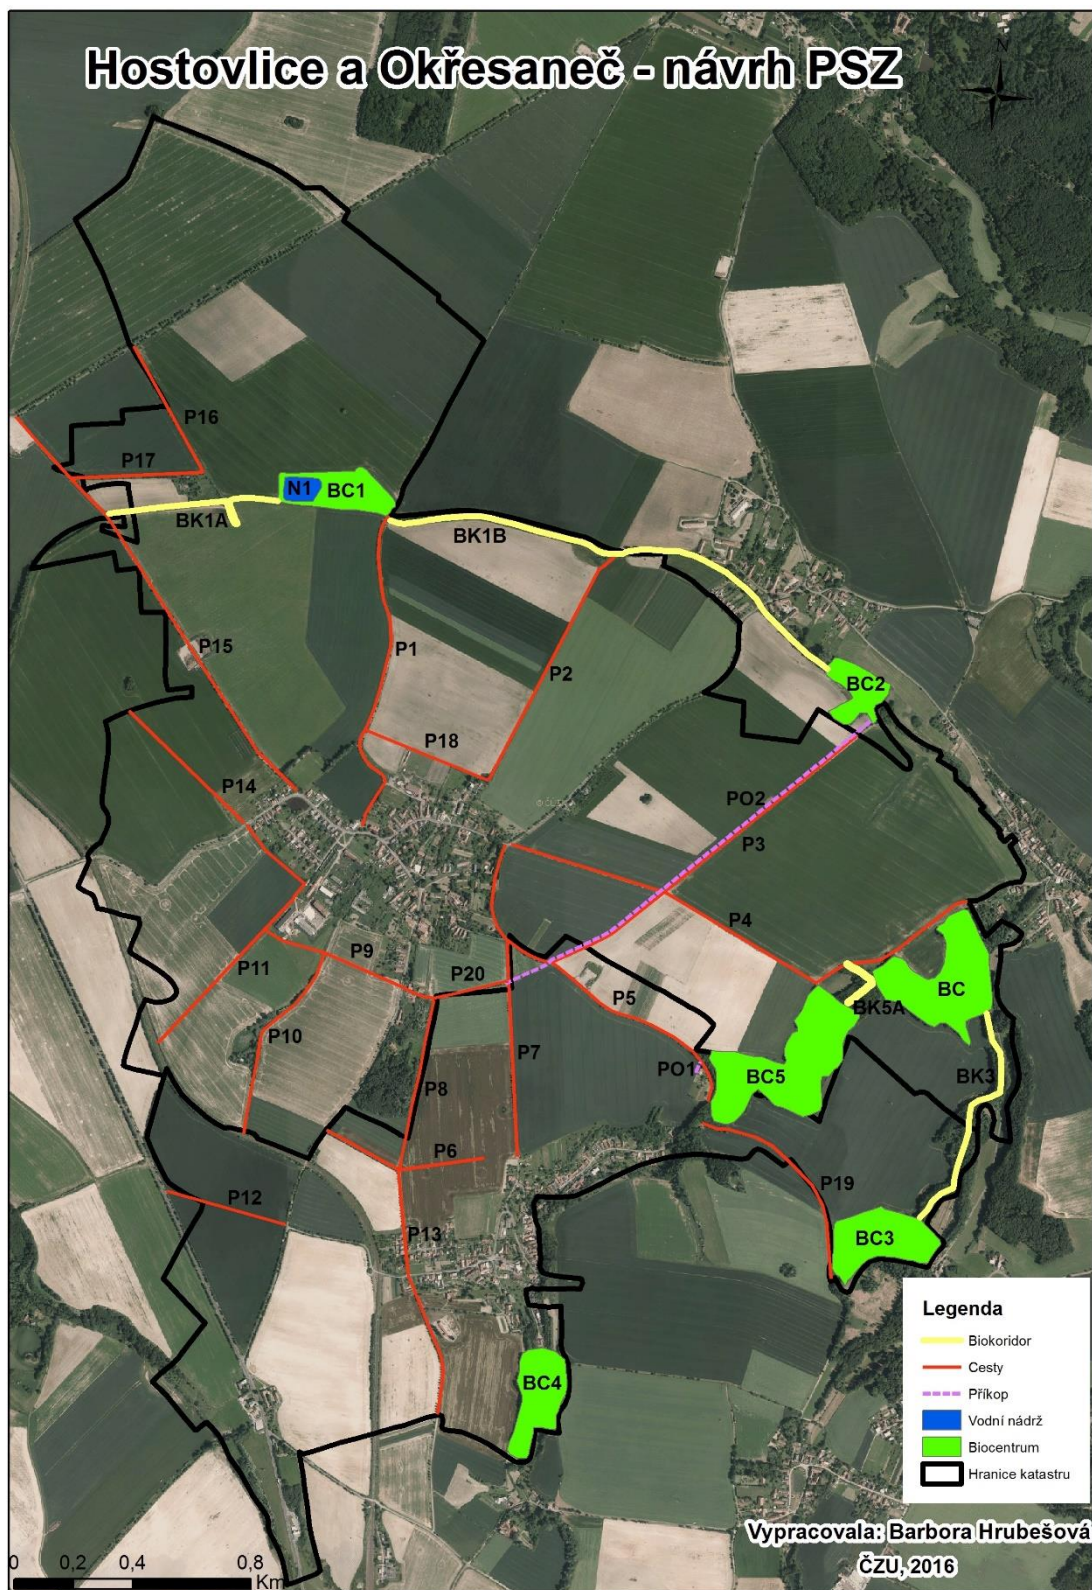 Hostovlice a Okřesaneč - návrh PSZ
N
P16
P17
N1
BC1
BK1A
BK1B
P15
P1
P2
BC2
P18
P14
PO2
P3
P4
P9
P11
P20
P5
BK5A
BC
P10
P7
PO1
BC5
BK3
P8
P6
P12
P19
P13
BC3
BC4
Legenda
Biokoridor
Cesty
Příkop
Vodní nádrž
Biocentrum
Hranice katastru
Vypracovala: Barbora Hrubešová
ČZU, 2016
0 0,2 0,4 0,8
Km